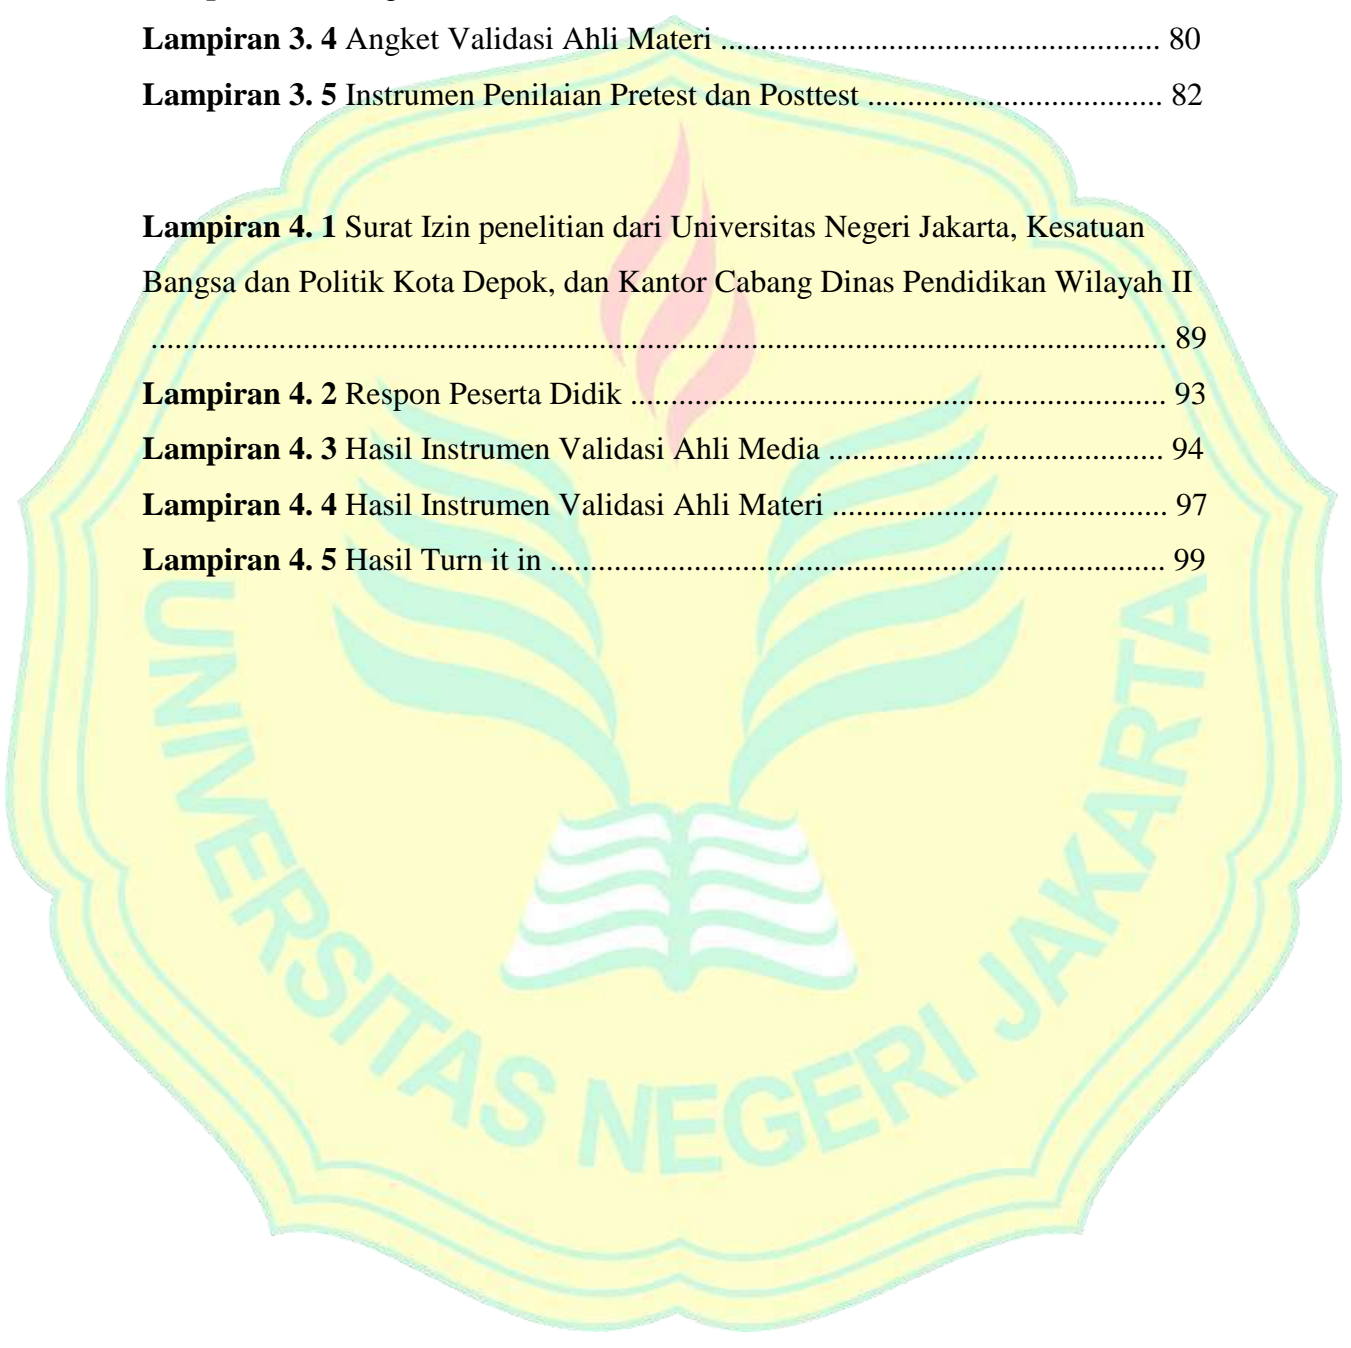 Lampiran 3. 4 Angket Validasi Ahli Materi ........................................................ 80
Lampiran 3. 5 Instrumen Penilaian Pretest dan Posttest ..................................... 82
Lampiran 4. 1 Surat Izin penelitian dari Universitas Negeri Jakarta, Kesatuan
Bangsa dan Politik Kota Depok, dan Kantor Cabang Dinas Pendidikan Wilayah II
................................................................................................................................ 89
Lampiran 4. 2 Respon Peserta Didik .................................................................... 93
Lampiran 4. 3 Hasil Instrumen Validasi Ahli Media .......................................... 94
Lampiran 4. 4 Hasil Instrumen Validasi Ahli Materi .......................................... 97
Lampiran 4. 5 Hasil Turn it in .............................................................................. 99
UNIVERSITAS NEGERI JAKARTA